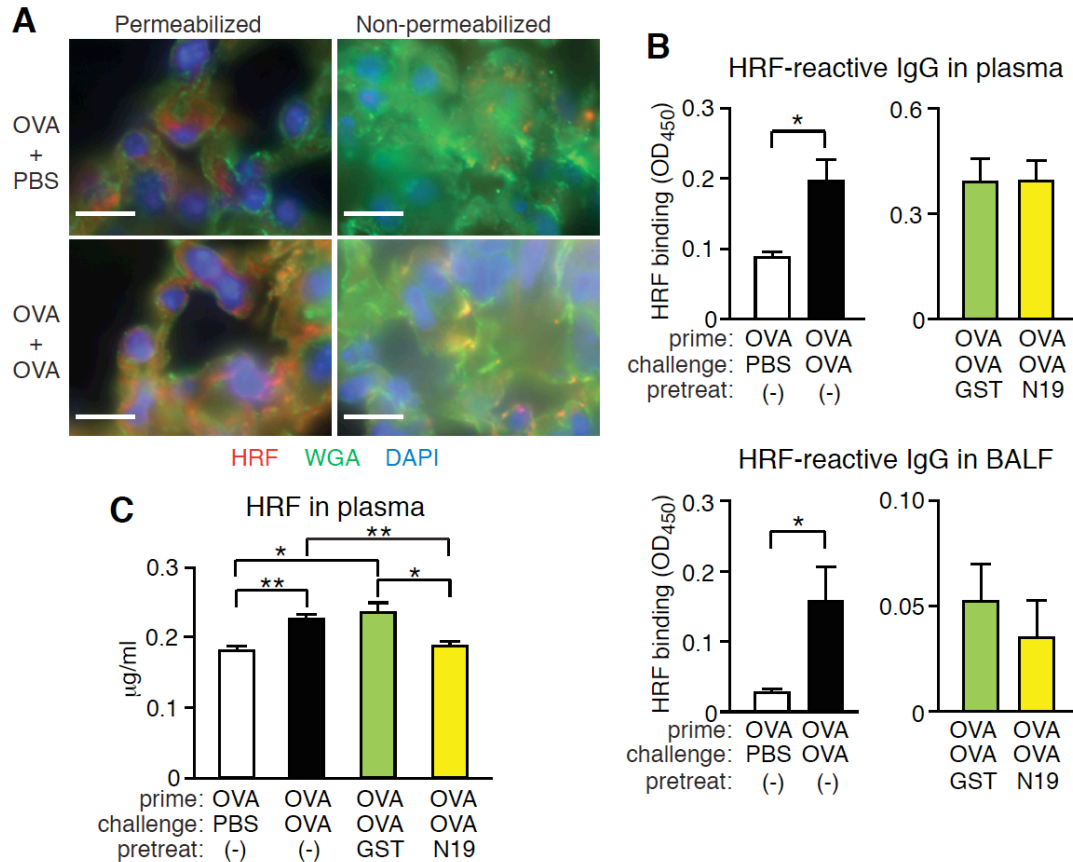 A
Permeabilized Non-permeabilized
OVA
+
PBS
OVA
+
OVA
HRF WGA DAPI
B
HRF-reactive IgG in plasma
HRF binding (OD450)
0.3
0.2
0.1
0
*
0.6
0.3
0
prime: OVA OVA OVA OVA
challenge: PBS OVA OVA OVA
pretreat: (-) (-) GST N19
HRF-reactive IgG in BALF
HRF binding (OD450)
0.3
0.2
0.1
0
*
0.10
0.05
0
prime: OVA OVA OVA OVA
challenge: PBS OVA OVA OVA
pretreat: (-) (-) GST N19
C
HRF in plasma
µg/ml
0.3
0.2
0.1
0
**
*
** *
prime: OVA OVA OVA OVA
challenge: PBS OVA OVA OVA
pretreat: (-) (-) GST N19